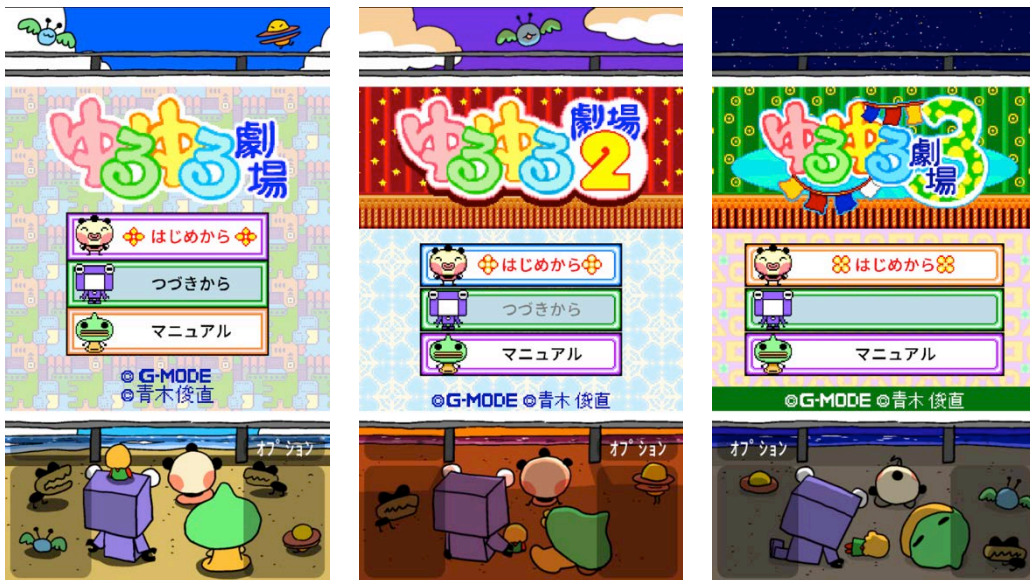 ゆるゆる劇場
はじめから
つづきから
マニュアル
© G-MODE
©青木俊直
オプション
ゆるゆる劇場2
はじめから
つづきから
マニュアル
©G-MODE ©青木 俊直
オプション
ゆるゆる劇場3
はじめから
マニュアル
©G-MODE ©青木 俊直
オプション